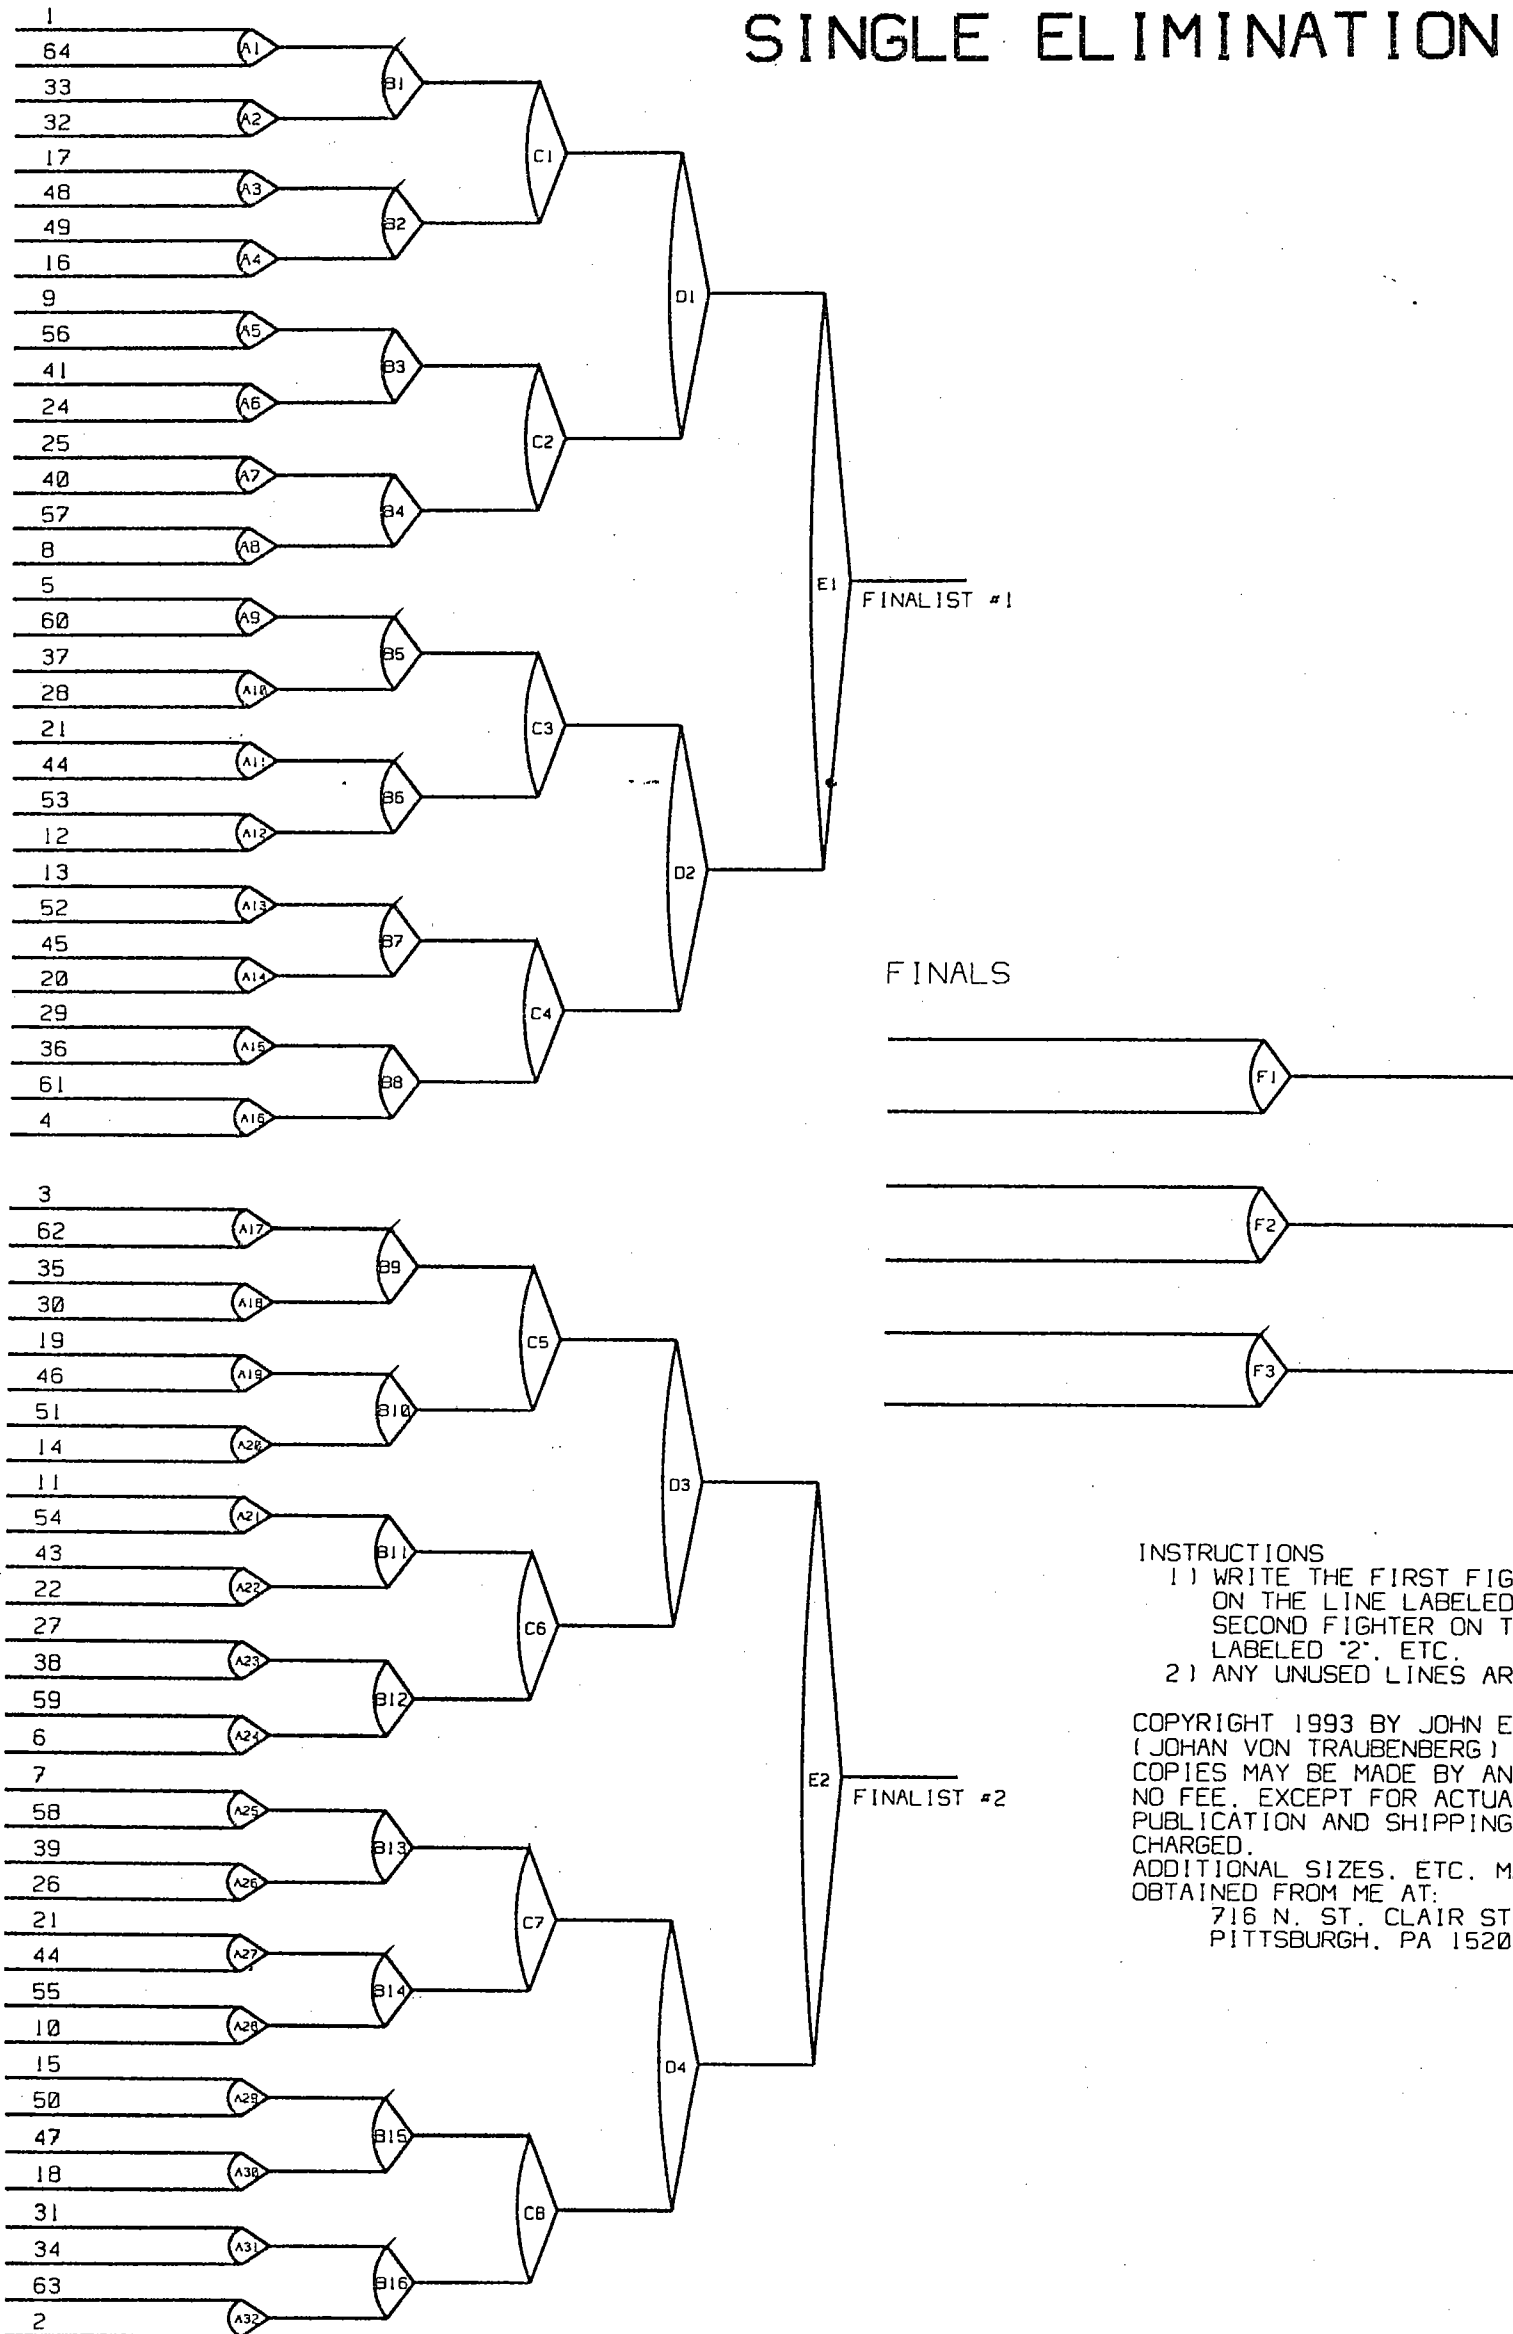 SINGLE ELIMINATION
1
64
A1
33
32
A2
B1
17
48
A3
49
16
A4
B2
C1
9
56
A5
41
24
A6
B3
25
40
A7
57
8
A8
B4
C2
D1
5
60
A9
37
28
A10
B5
21
44
A11
53
12
A12
B6
C3
13
52
A13
45
20
A14
B7
29
36
A15
61
4
A16
B8
C4
D2
E1
FINALIST #1
FINALS
F1
F2
F3
3
62
A17
35
30
A18
B9
19
46
A19
51
14
A20
B10
C5
11
54
A21
43
22
A22
B11
27
38
A23
59
6
A24
B12
C6
D3
7
58
A25
39
26
A26
B13
21
44
A27
55
10
A28
B14
C7
15
50
A29
47
18
A30
B15
31
34
A31
63
2
A32
B16
C8
D4
E2
FINALIST #2
INSTRUCTIONS
1) WRITE THE FIRST FIG
ON THE LINE LABELED
SECOND FIGHTER ON T
LABELED "2", ETC.
2) ANY UNUSED LINES AR
COPYRIGHT 1993 BY JOHN E
(JOHAN VON TRAUBENBERG)
COPIES MAY BE MADE BY AN
NO FEE, EXCEPT FOR ACTUA
PUBLICATION AND SHIPPING
CHARGED.
ADDITIONAL SIZES, ETC. M
OBTAINED FROM ME AT:
716 N. ST. CLAIR ST
PITTSBURGH, PA 1520